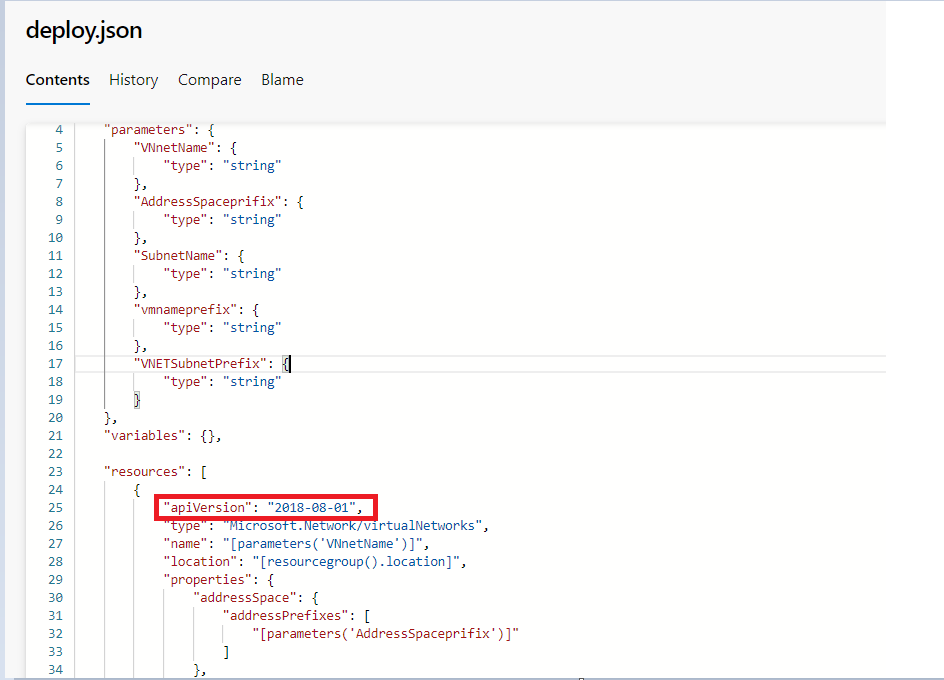 deploy.json
Contents History Compare Blame
4 "parameters": {
5 "VNnetName": {
6 "type": "string"
7 },
8 "AddressSpaceprifix": {
9 "type": "string"
10 },
11 "SubnetName": {
12 "type": "string"
13 },
14 "vmnameprefix": {
15 "type": "string"
16 },
17 "VNETSubnetPrefix": {
18 "type": "string"
19 }
20 },
21 "variables": {},
22
23 "resources": [
24 {
25 "apiVersion": "2018-08-01",
26 "type": "Microsoft.Network/virtualNetworks",
27 "name": "[parameters('VNnetName')]",
28 "location": "[resourcegroup().location]",
29 "properties": {
30 "addressSpace": {
31 "addressPrefixes": [
32 "[parameters('AddressSpaceprifix')]"
33 ]
34 },